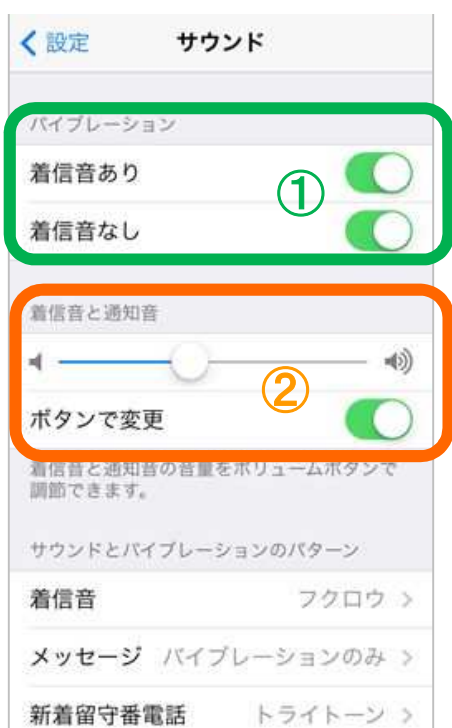 設定 サウンド
バイブレーション
着信音あり
①
着信音なし
着信音と通知音
②
ボタンで変更
着信音と通知音の音量をボリュームボタンで
調節できます。
サウンドとバイブレーションのパターン
着信音 フクロウ
メッセージ バイブレーションのみ
新着留守番電話 トライトーン